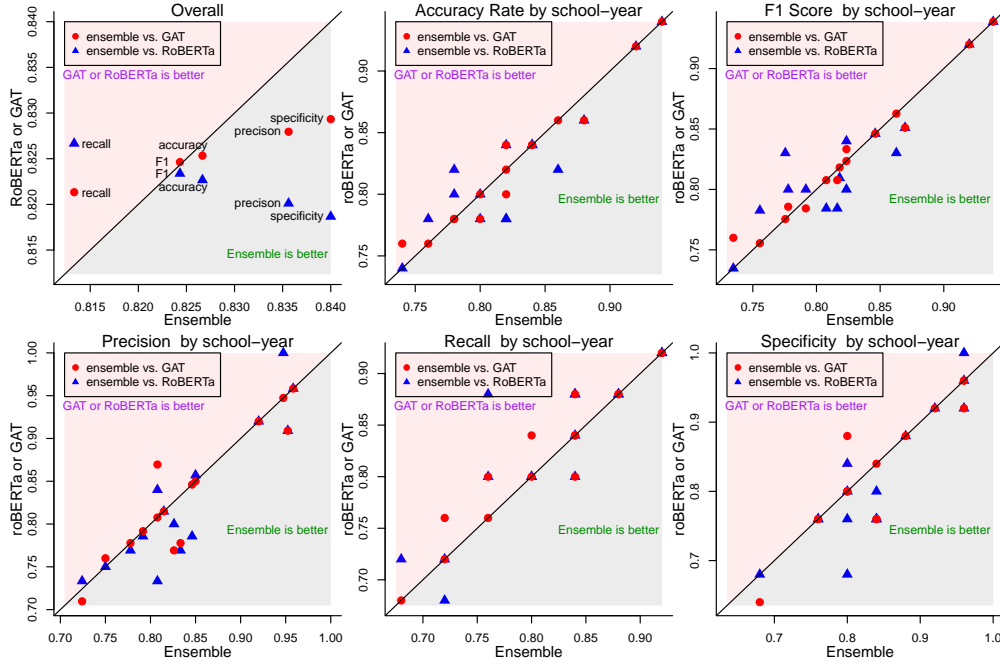 Overall
ensemble vs. GAT
ensemble vs. RoBERTa
GAT or RoBERTa is better
recall
recall
accuracy
F1
F1
accuracy
specificity
precison
precison
specificity
Ensemble is better
RoBERTa or GAT
0.815 0.820 0.825 0.830 0.835 0.840
0.815 0.820 0.825 0.830 0.835 0.840
Ensemble
Accuracy Rate by school-year
ensemble vs. GAT
ensemble vs. RoBERTa
GAT or RoBERTa is better
Ensemble is better
roBERTa or GAT
0.75 0.80 0.85 0.90
0.75 0.80 0.85 0.90
Ensemble
F1 Score by school-year
ensemble vs. GAT
ensemble vs. RoBERTa
GAT or RoBERTa is better
Ensemble is better
roBERTa or GAT
0.75 0.80 0.85 0.90
0.75 0.80 0.85 0.90
Ensemble
Precision by school-year
ensemble vs. GAT
ensemble vs. RoBERTa
GAT or RoBERTa is better
Ensemble is better
roBERTa or GAT
0.70 0.75 0.80 0.85 0.90 0.95 1.00
0.70 0.75 0.80 0.85 0.90 0.95 1.00
Ensemble
Recall by school-year
ensemble vs. GAT
ensemble vs. RoBERTa
GAT or RoBERTa is better
Ensemble is better
roBERTa or GAT
0.70 0.75 0.80 0.85 0.90
0.70 0.75 0.80 0.85 0.90
Ensemble
Specificity by school-year
ensemble vs. GAT
ensemble vs. RoBERTa
GAT or RoBERTa is better
Ensemble is better
roBERTa or GAT
0.7 0.8 0.9 1.0
0.7 0.8 0.9 1.0
Ensemble